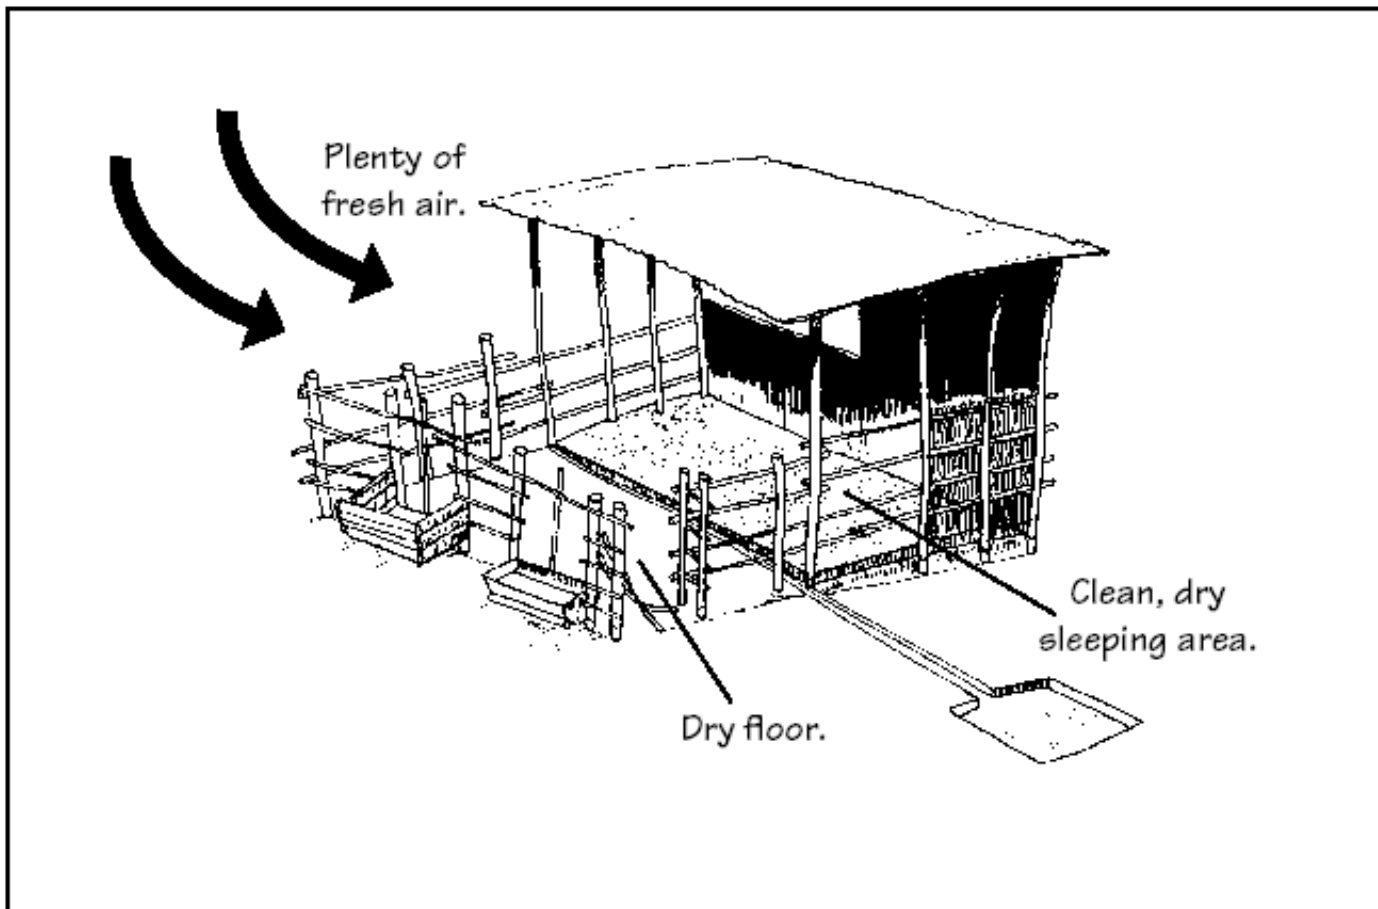 Plenty of
fresh air.
Clean, dry
sleeping area.
Dry floor.